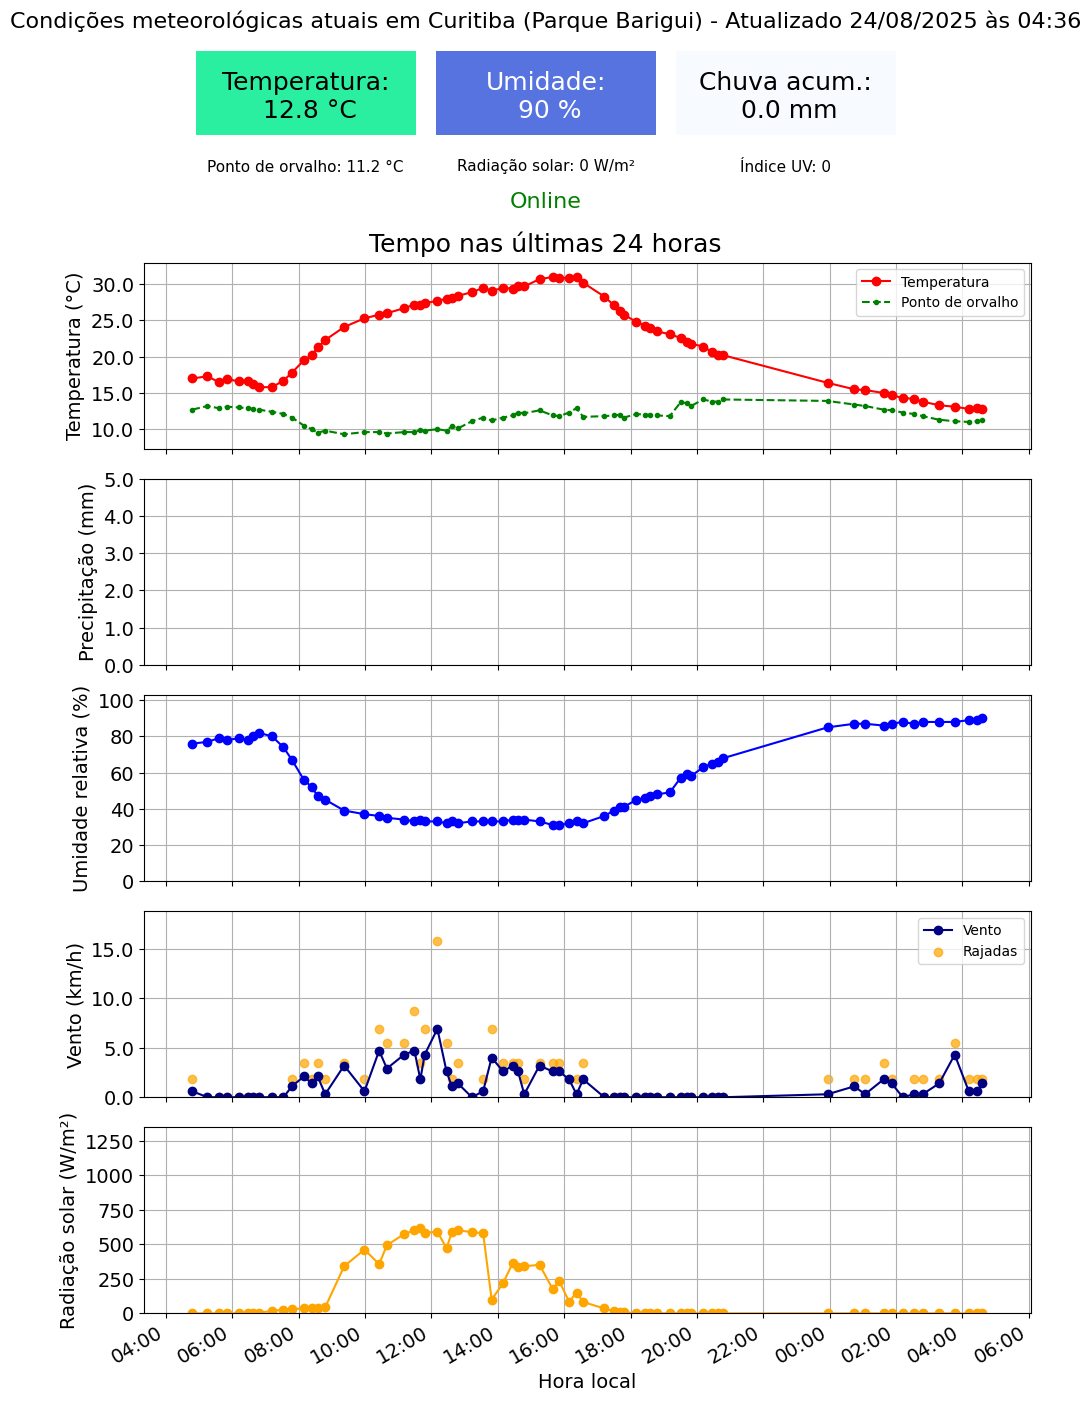 Condições meteorológicas atuais em Curitiba (Parque Barigui) - Atualizado 24/08/2025 às 04:36
Temperatura:
12.8 °C
Umidade:
90 %
Chuva acum.:
0.0 mm
Ponto de orvalho: 11.2 °C
Radiação solar: 0 W/m²
Índice UV: 0
Online
Tempo nas últimas 24 horas
Temperatura (°C)
30.0
25.0
20.0
15.0
10.0
Temperatura
Ponto de orvalho
Precipitação (mm)
5.0
4.0
3.0
2.0
1.0
0.0
Umidade relativa (%)
100
80
60
40
20
0
Vento (km/h)
15.0
10.0
5.0
0.0
Vento
Rajadas
Radiação solar (W/m²)
1250
1000
750
500
250
0
04:00
06:00
08:00
10:00
12:00
14:00
16:00
18:00
20:00
22:00
00:00
02:00
04:00
06:00
Hora local